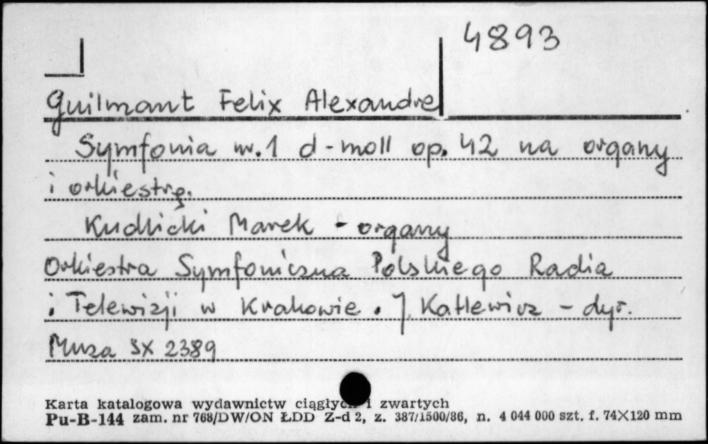 4893
Guilmant Felix Alexandre
Symfonia nr.1 d-moll op. 42 na organy
i orkiestrę.
Kudlicki Marek - organy
Orkiestra Symfoniczna Polskiego Radia
i Telewizji w Krakowie. J. Katlewicz - dyr.
Muza SX 2389
Karta katalogowa wydawnictw ciągłych i zwartych
Pu-B-144 zam. nr 768/DW/ON ŁDD Z-d 2, z. 387/1500/86, n. 4 044 000 szt. f. 74X120 mm